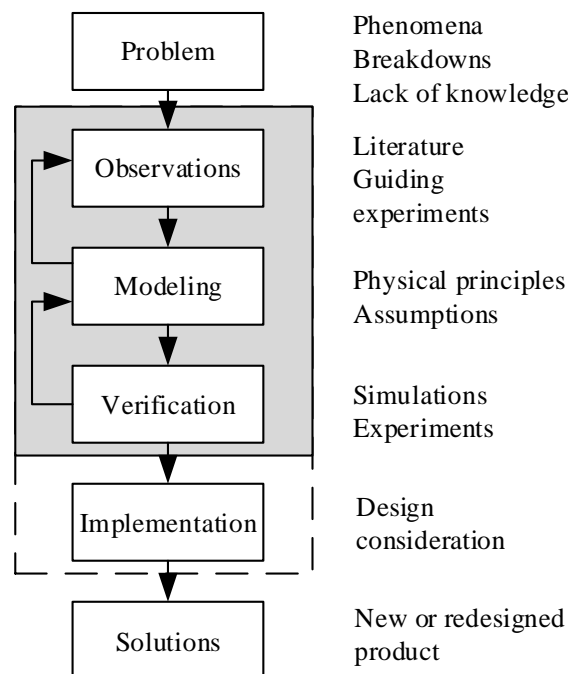 Problem
Phenomena
Breakdowns
Lack of knowledge
Observations
Literature
Guiding
experiments
Modeling
Physical principles
Assumptions
Verification
Simulations
Experiments
Implementation
Design
consideration
Solutions
New or redesigned
product